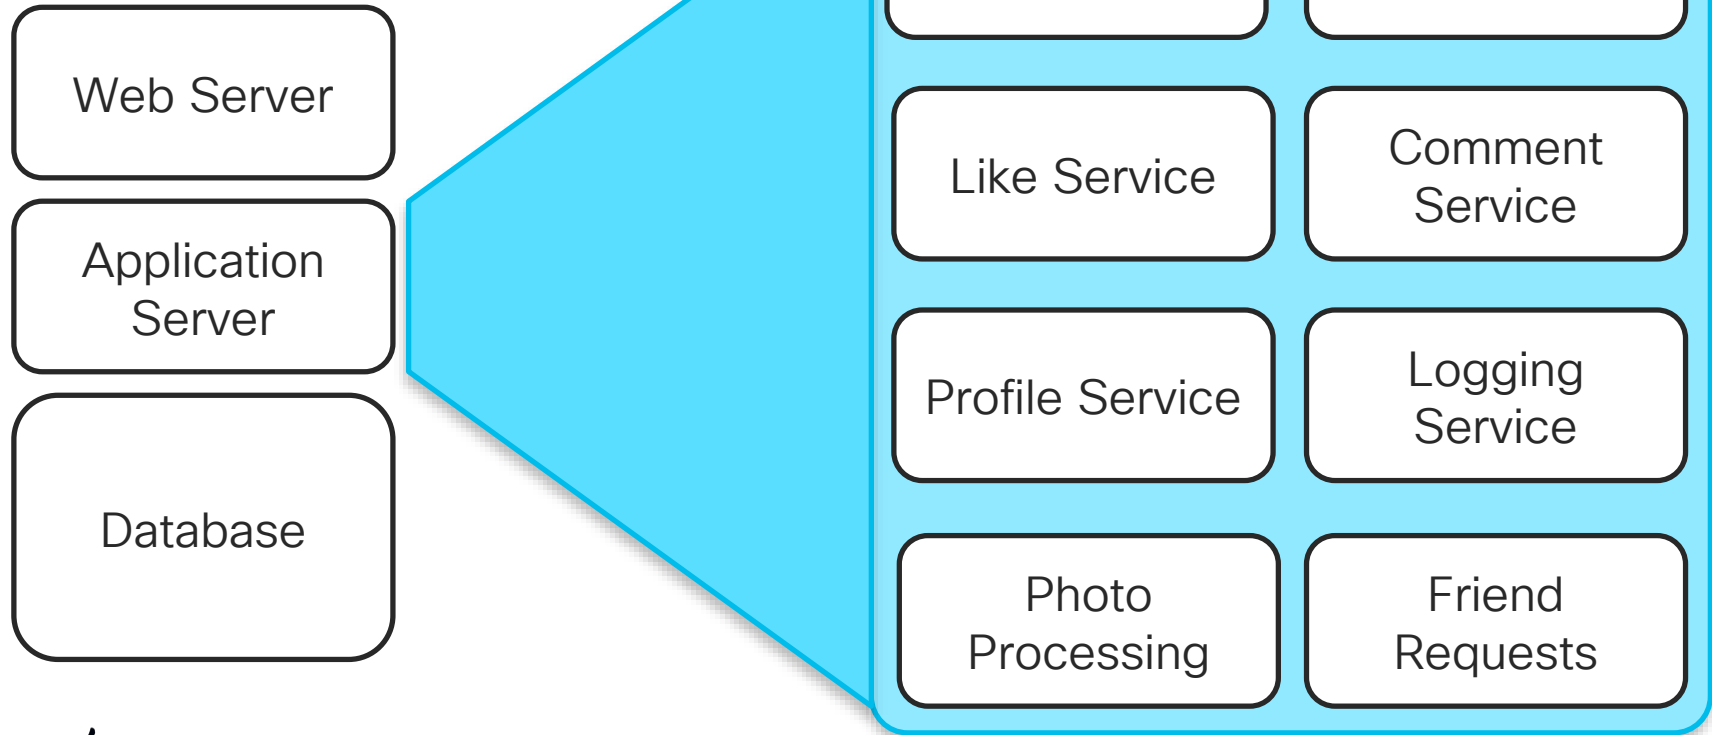 Web Server
Application
Server
Database
Like Service
Comment
Service
Profile Service
Logging
Service
Photo
Processing
Friend
Requests